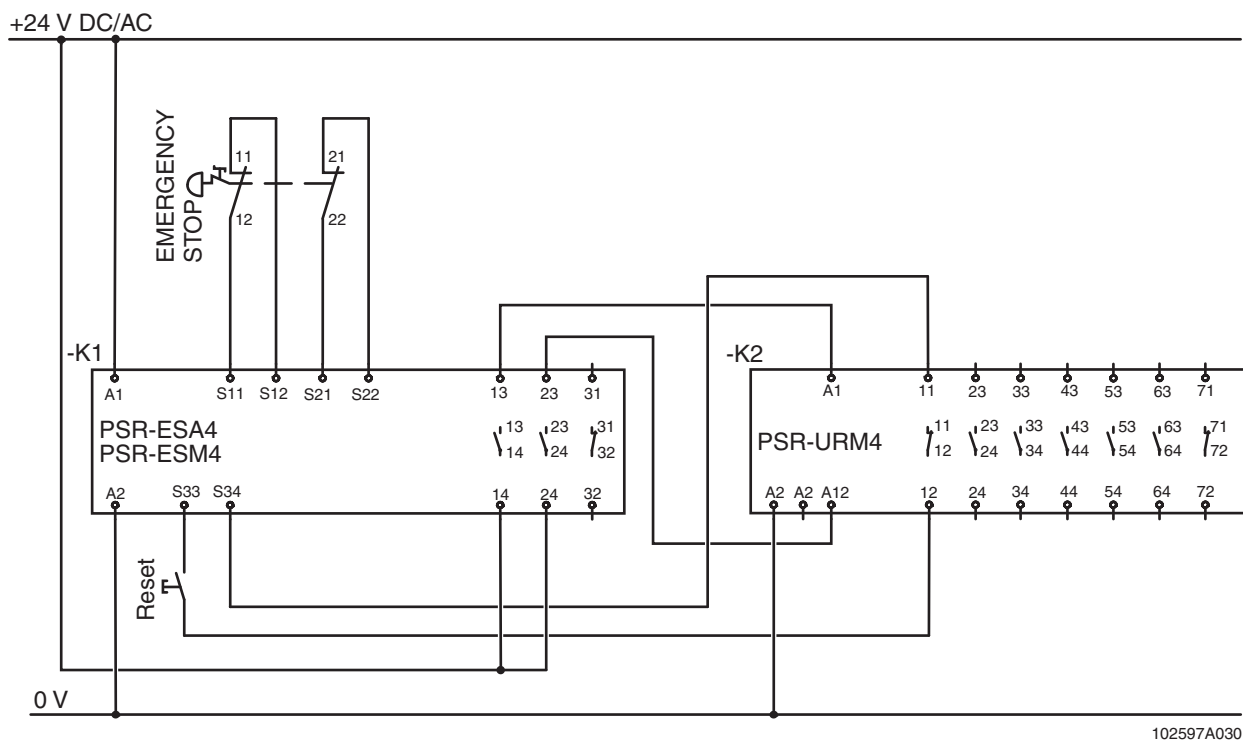 +24 V DC/AC
EMERGENCY
STOP
11
21
12
22
-K1
-K2
A1
S11
S12
S21
S22
13
23
31
A1
11
23
33
43
53
63
71
PSR-ESA4
PSR-ESM4
13
14
23
24
31
32
PSR-URM4
11
12
23
24
33
34
43
44
53
54
63
64
71
72
A2
S33
S34
14
24
32
A2
A2
A12
12
24
34
44
54
64
72
Reset
0 V
102597A030